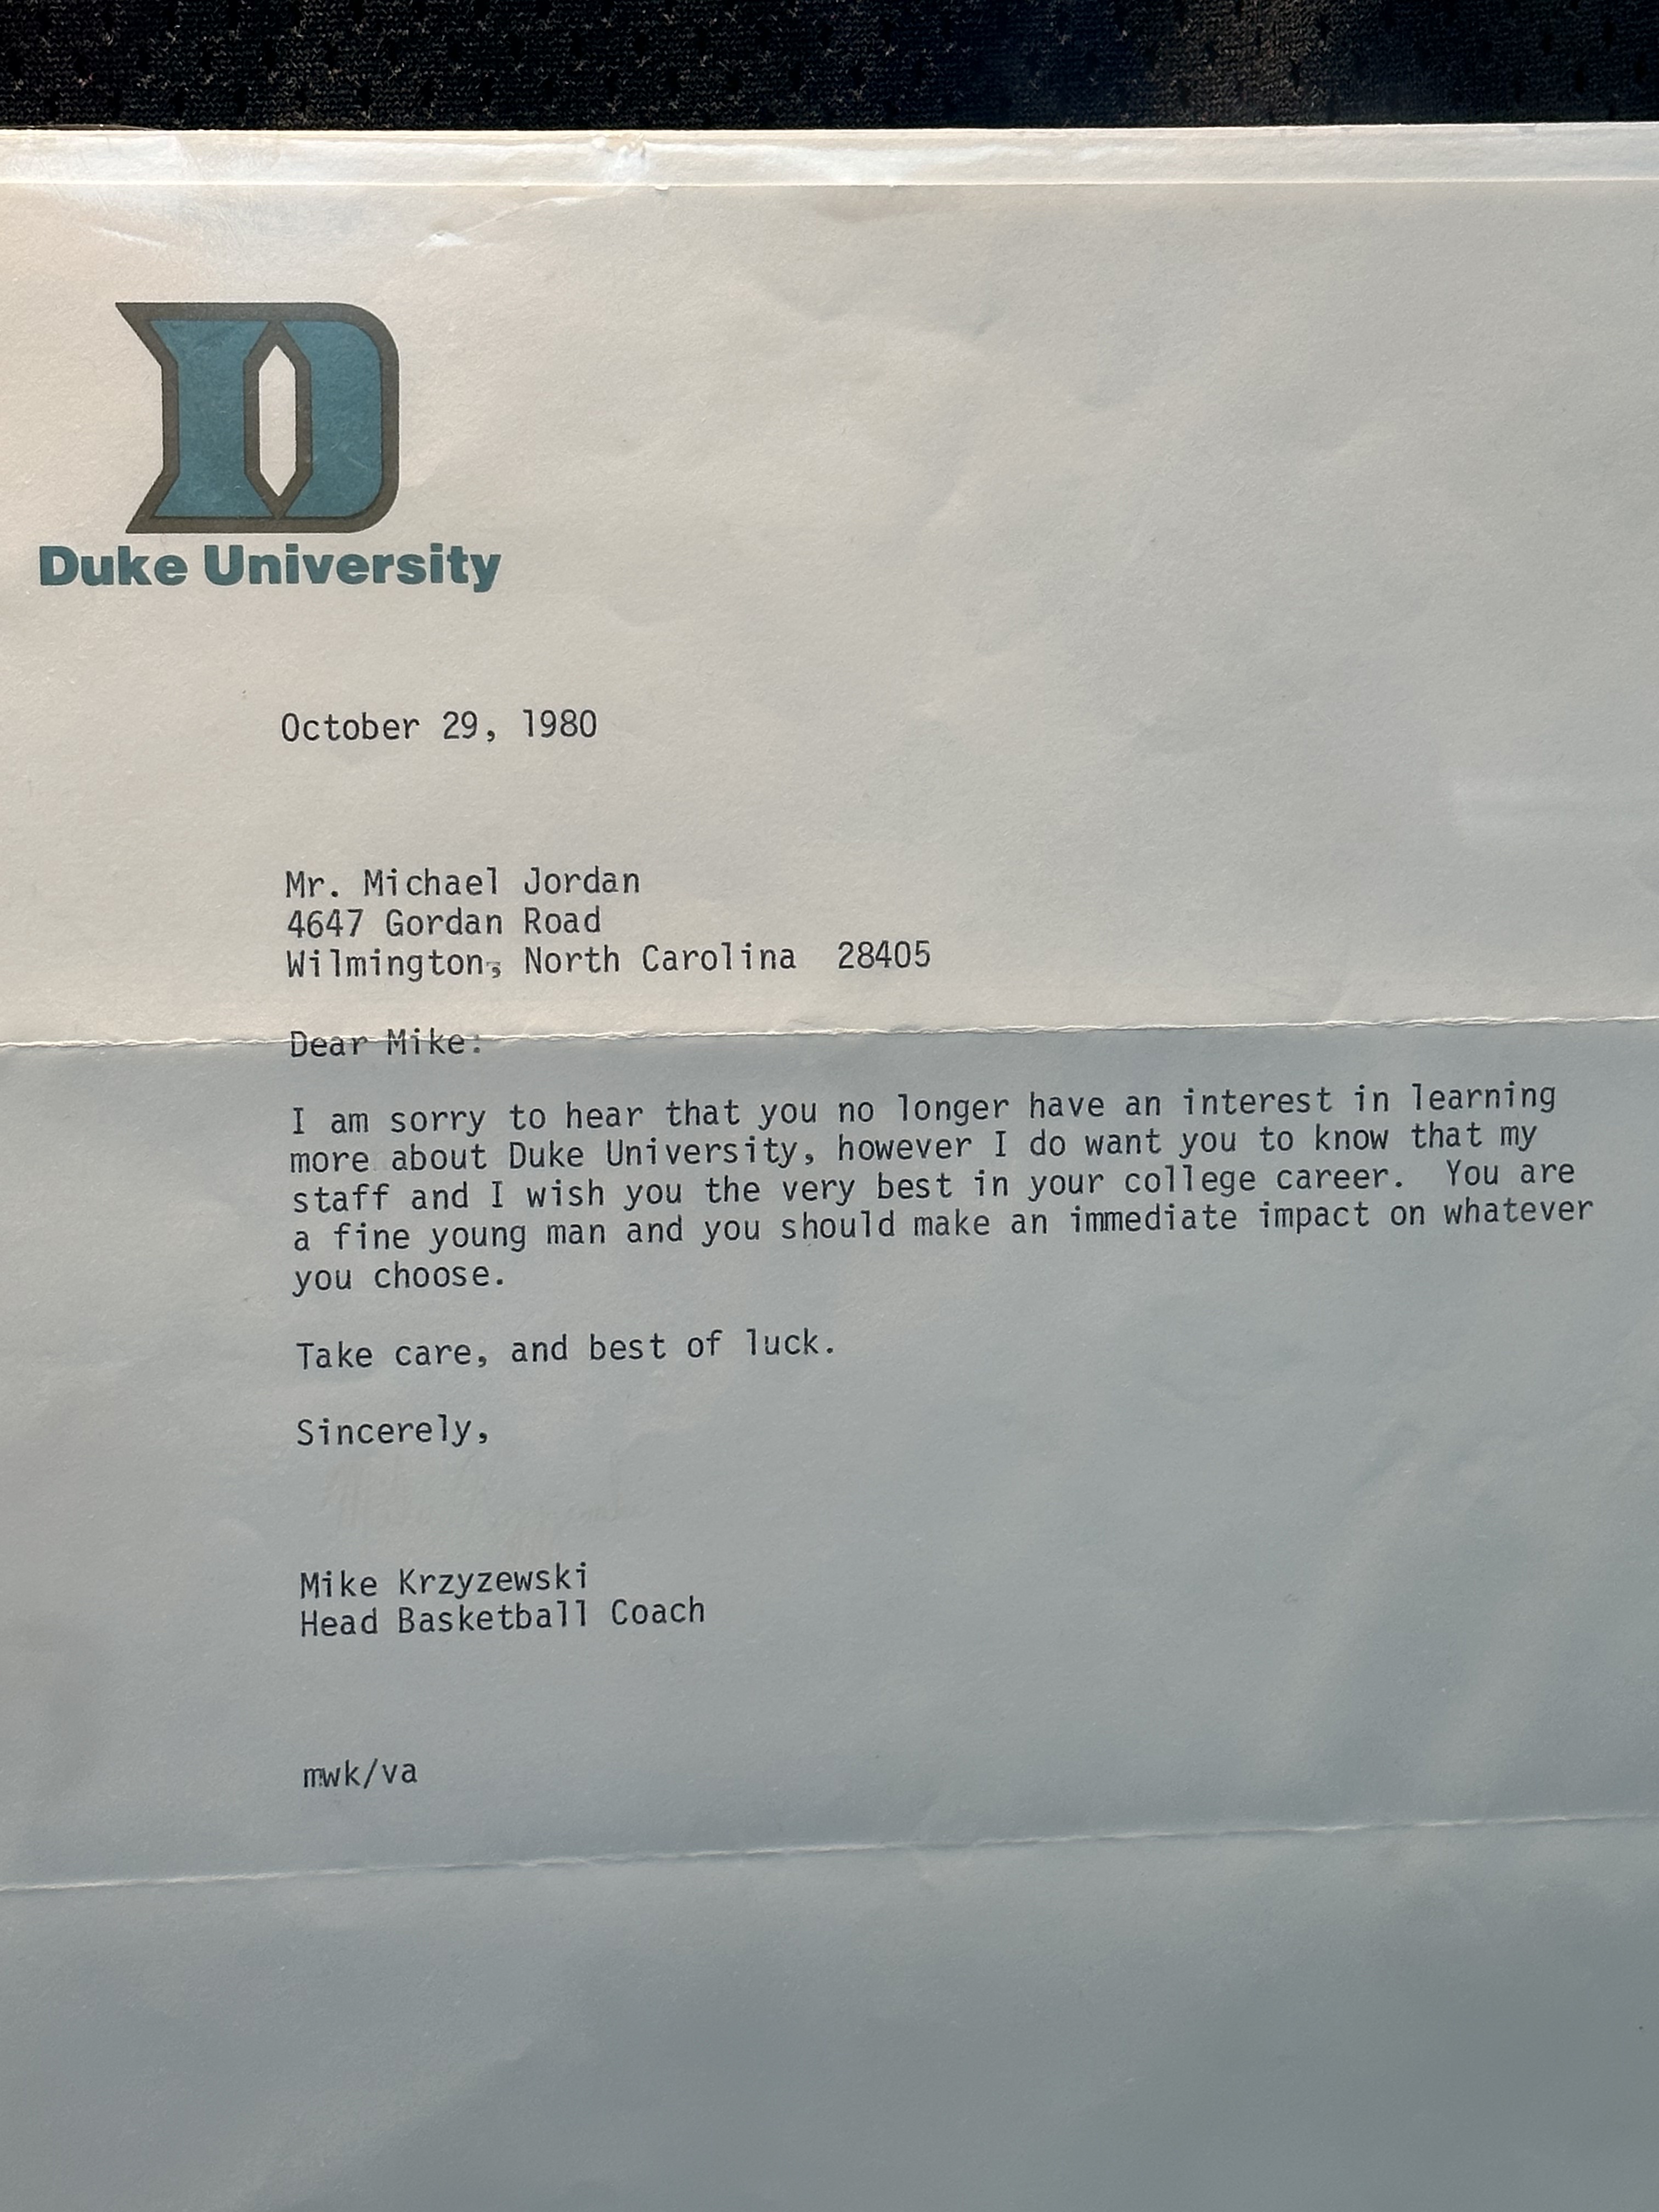 D
Duke University
October 29, 1980
Mr. Michael Jordan
4647 Gordan Road
Wilmington, North Carolina 28405
Dear Mike:
I am sorry to hear that you no longer have an interest in learning
more about Duke University, however I do want you to know that my
staff and I wish you the very best in your college career. You are
a fine young man and you should make an immediate impact on whatever
you choose.
Take care, and best of luck.
Sincerely,
Mike Krzyzewski
Head Basketball Coach
mwk/va